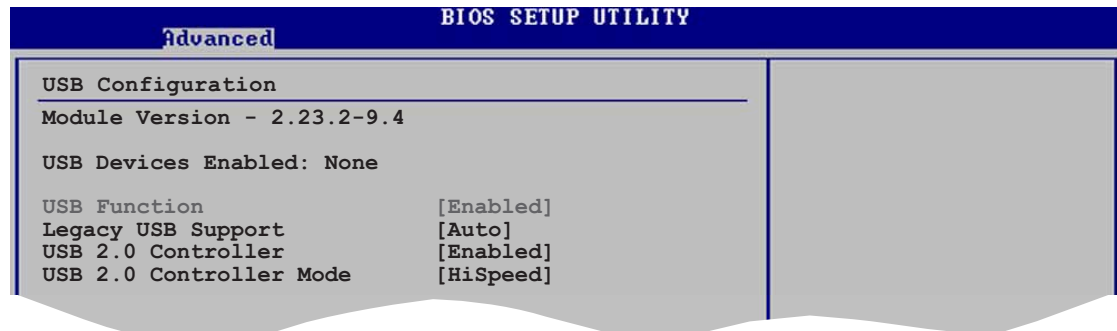 BIOS SETUP UTILITY
Advanced
USB Configuration
Module Version - 2.23.2-9.4
USB Devices Enabled: None
USB Function [Enabled]
Legacy USB Support [Auto]
USB 2.0 Controller [Enabled]
USB 2.0 Controller Mode [HiSpeed]